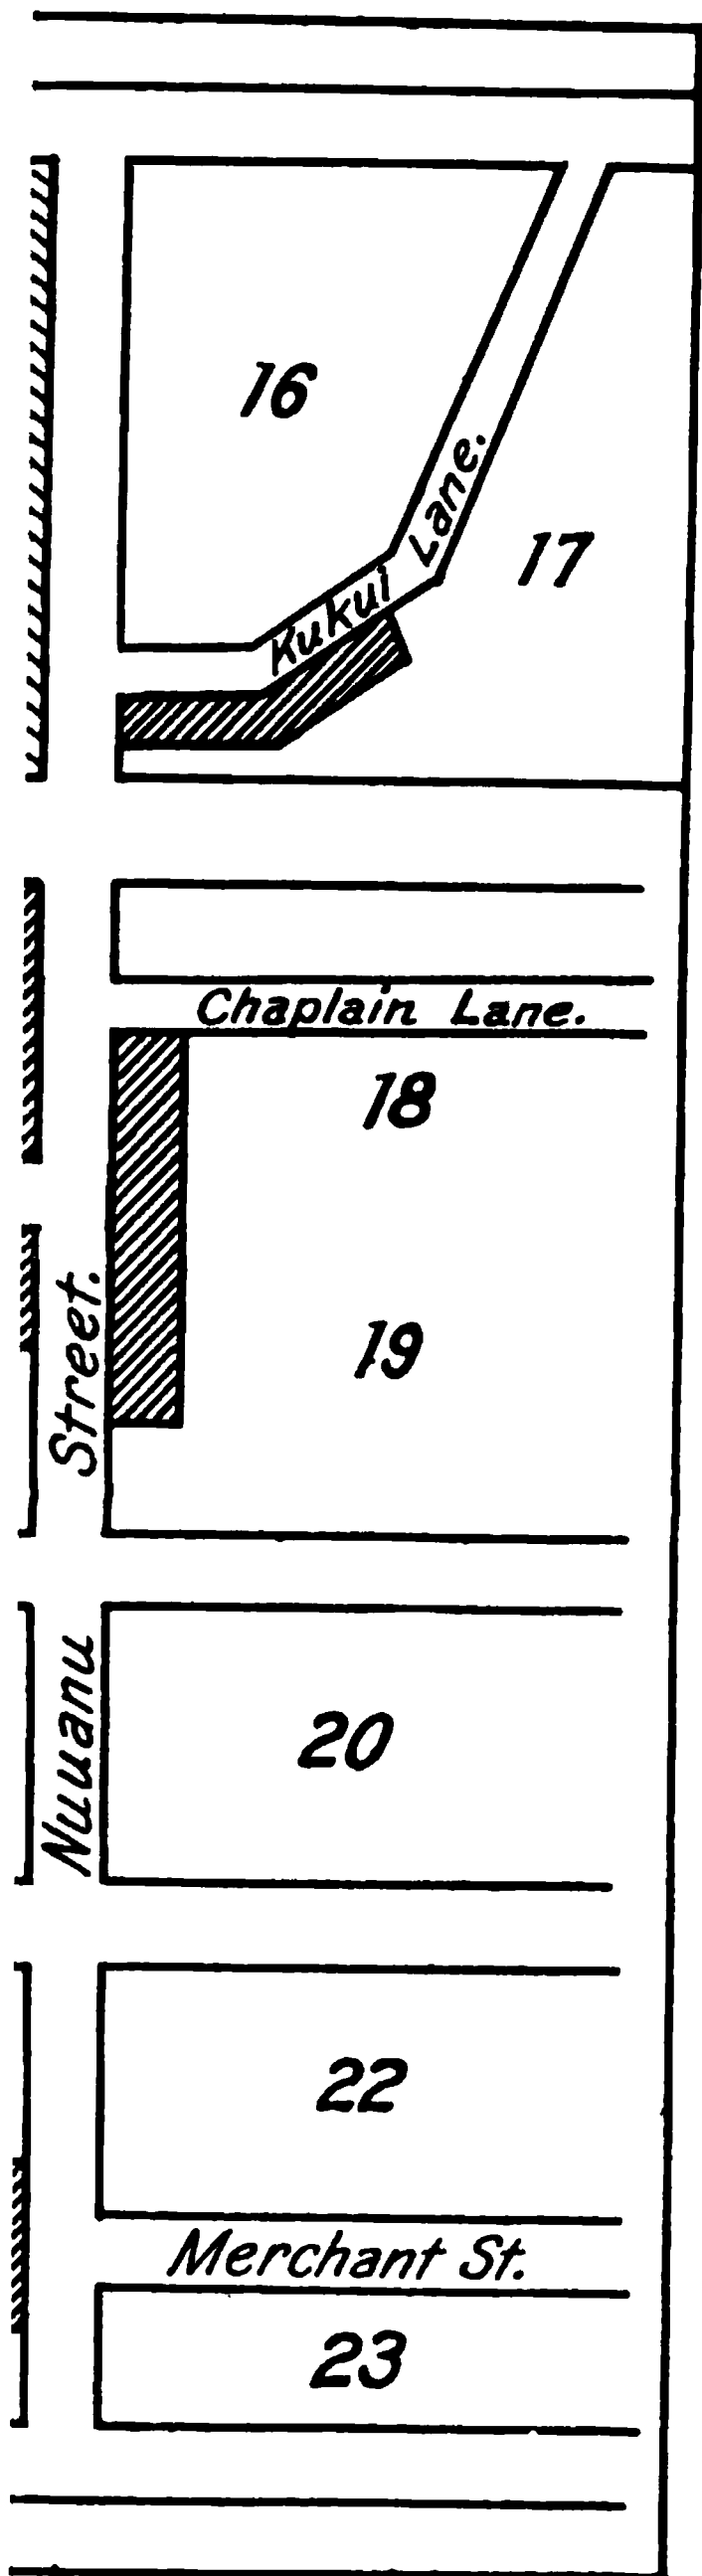 16
Kukui Lane.
17
Chaplain Lane.
18
19
Nuuanu Street.
20
22
Merchant St.
23